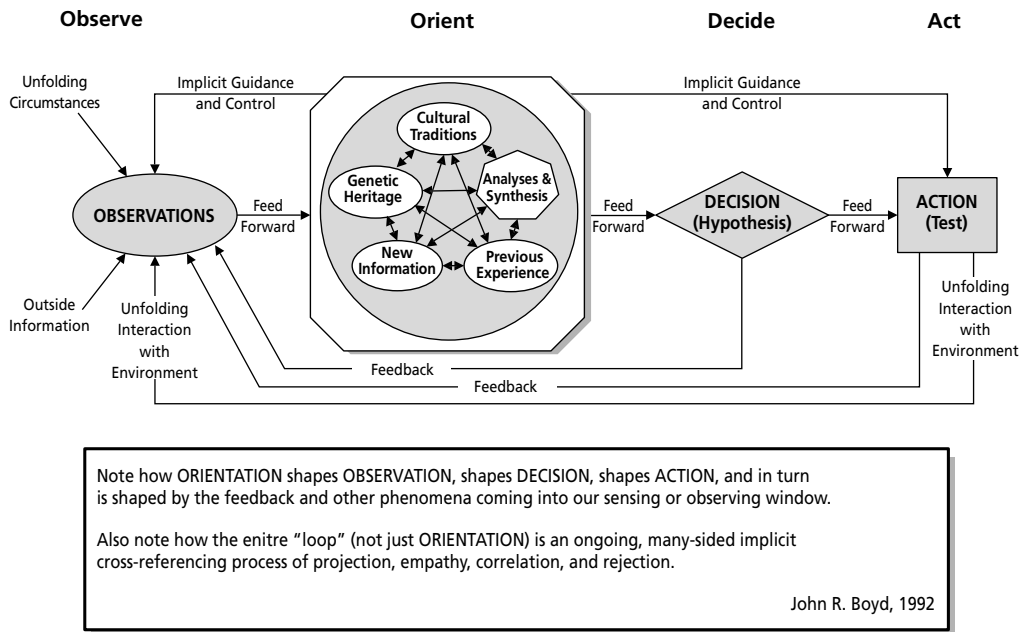 Observe
Orient
Decide
Act
Unfolding
Circumstances
Implicit Guidance
and Control
Implicit Guidance
and Control
Cultural
Traditions
Genetic
Heritage
Analyses &
Synthesis
New
Information
Previous
Experience
OBSERVATIONS
Feed
Forward
Feed
Forward
DECISION
(Hypothesis)
Feed
Forward
ACTION
(Test)
Outside
Information
Unfolding
Interaction
with
Environment
Unfolding
Interaction
with
Environment
Feedback
Feedback
Note how ORIENTATION shapes OBSERVATION, shapes DECISION, shapes ACTION, and in turn
is shaped by the feedback and other phenomena coming into our sensing or observing window.
Also note how the enitre “loop” (not just ORIENTATION) is an ongoing, many-sided implicit
cross-referencing process of projection, empathy, correlation, and rejection.
John R. Boyd, 1992